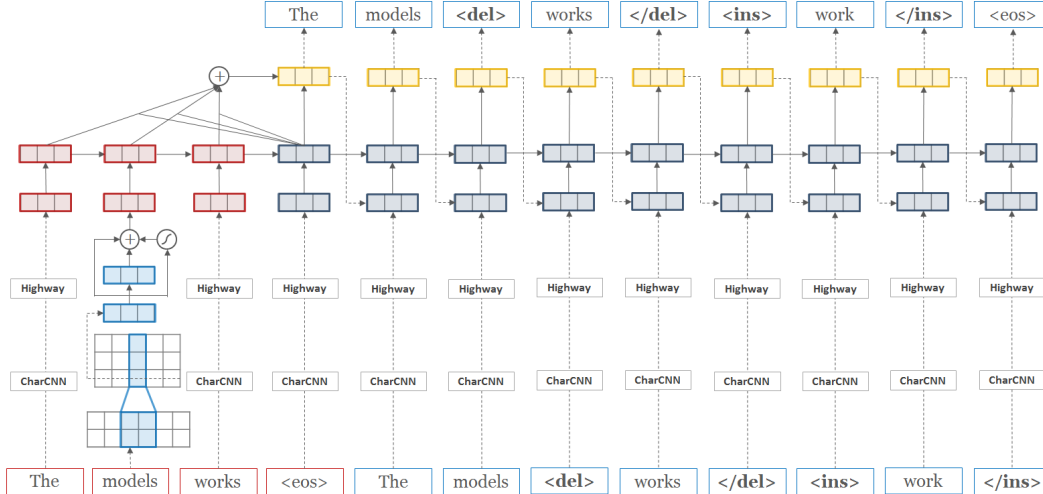 The models <del> works </del> <ins> work </ins> <eos>
Highway Highway Highway Highway Highway Highway Highway Highway Highway Highway Highway
CharCNN CharCNN CharCNN CharCNN CharCNN CharCNN CharCNN CharCNN CharCNN CharCNN CharCNN
The models works <eos> The models <del> works </del> <ins> work </ins>